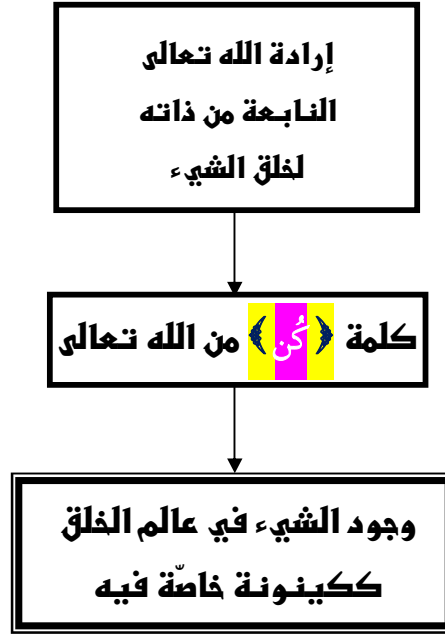 إرادة الله تعالى
النابعة من ذاته
لخلق الشيء
كلمة ﴿ كُن ﴾ من الله تعالى
وجود الشيء في عالم الخلق
ككينونة خاصّة فيه